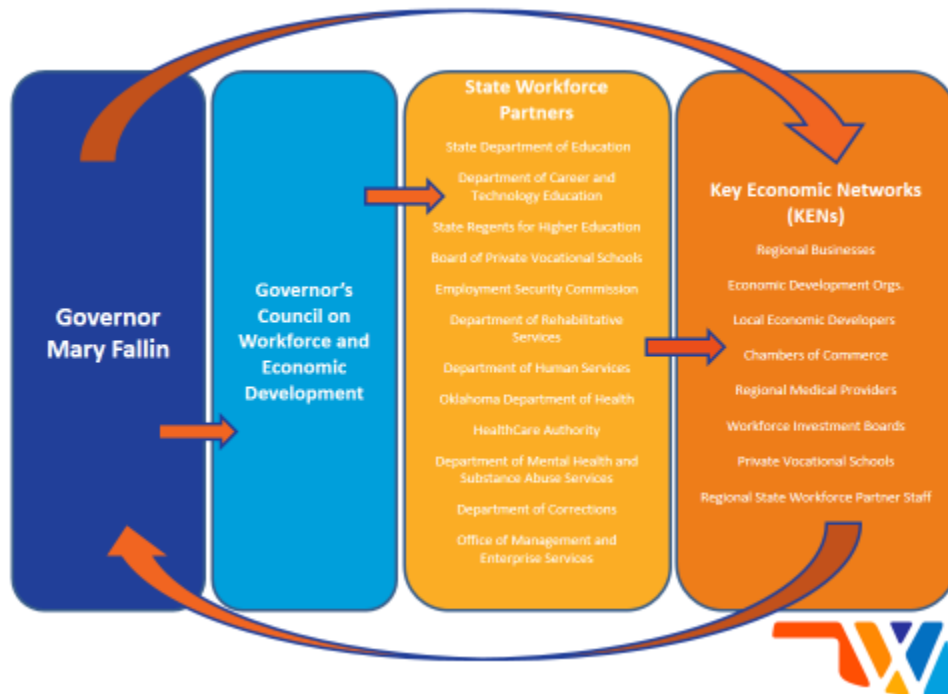 Governor
Mary Fallin
Governor's
Council on
Workforce and
Economic
Development
State Workforce
Partners
State Department of Education
Department of Career and
Technology Education
State Regents for Higher Education
Board of Private Vocational Schools
Employment Security Commission
Department of Rehabilitative
Services
Department of Human Services
Oklahoma Department of Health
HealthCare Authority
Department of Mental Health and
Substance Abuse Services
Department of Corrections
Office of Management and
Enterprise Services
Key Economic Networks
(KENs)
Regional Businesses
Economic Development Orgs.
Local Economic Developers
Chambers of Commerce
Regional Medical Providers
Workforce Investment Boards
Private Vocational Schools
Regional State Workforce Partner Staff